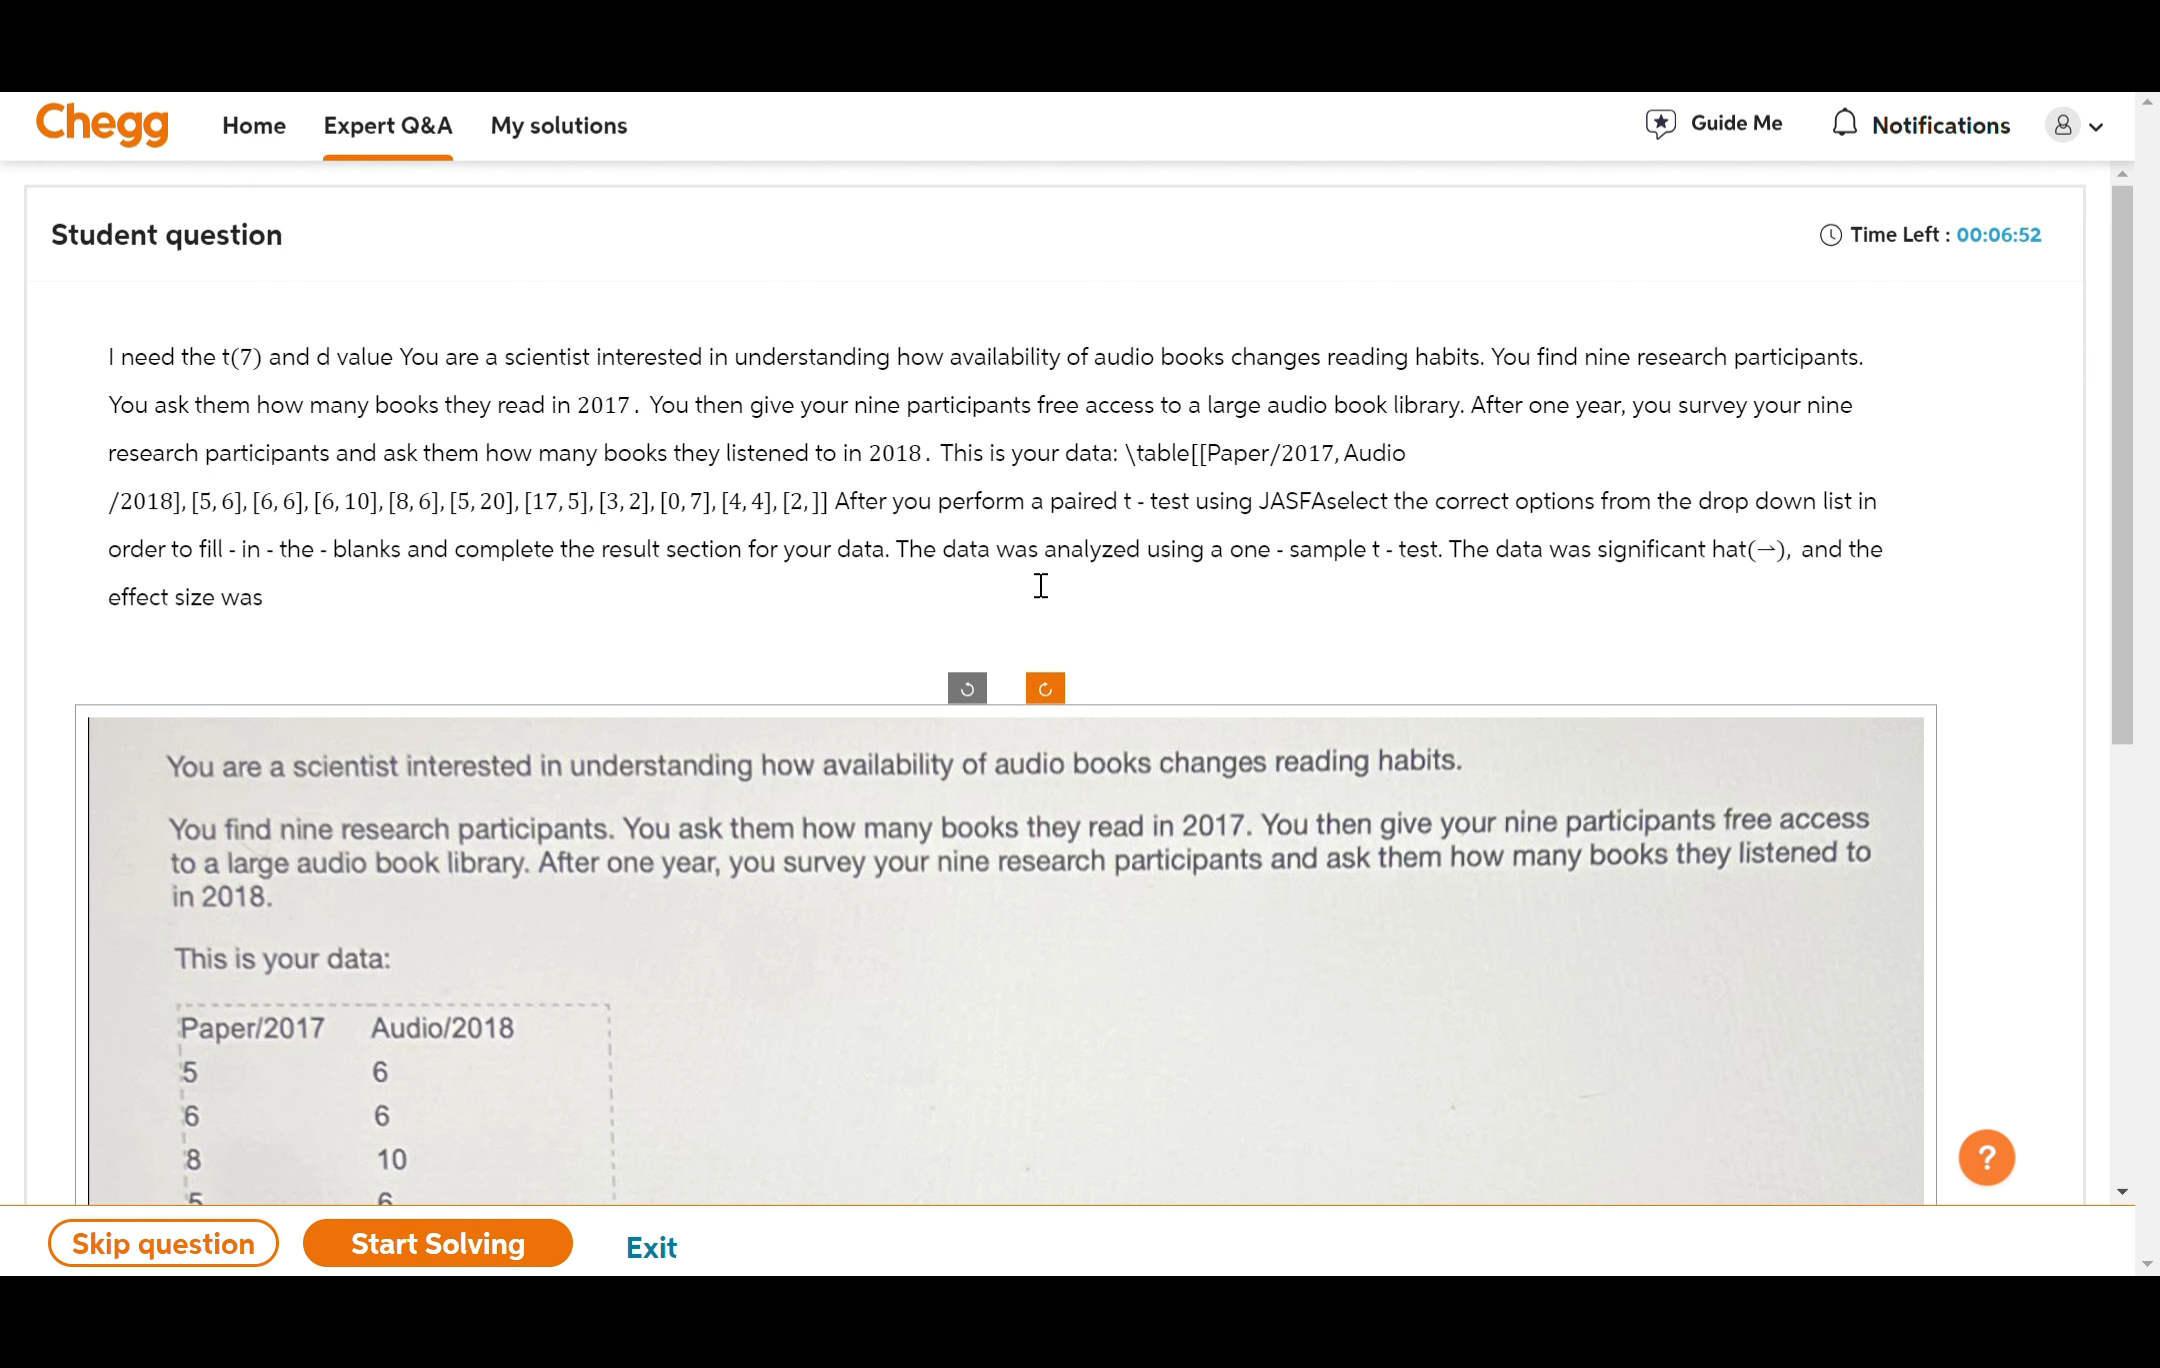 Chegg Home Expert Q&A My solutions Guide Me Notifications
Student question Time Left : 00:06:52
I need the t(7) and d value You are a scientist interested in understanding how availability of audio books changes reading habits. You find nine research participants.
You ask them how many books they read in 2017. You then give your nine participants free access to a large audio book library. After one year, you survey your nine
research participants and ask them how many books they listened to in 2018. This is your data: \table[[Paper/2017, Audio
/2018], [5, 6], [6, 6], [6, 10], [8, 6], [5, 20], [17, 5], [3, 2], [0, 7], [4, 4], [2, ]] After you perform a paired t - test using JASFAselect the correct options from the drop down list in
order to fill - in - the - blanks and complete the result section for your data. The data was analyzed using a one - sample t - test. The data was significant hat(⇀), and the
effect size was
You are a scientist interested in understanding how availability of audio books changes reading habits.
You find nine research participants. You ask them how many books they read in 2017. You then give your nine participants free access
to a large audio book library. After one year, you survey your nine research participants and ask them how many books they listened to
in 2018.
This is your data:
Paper/2017 Audio/2018
5 6
6 6
8 10
5 6
?
Skip question Start Solving Exit